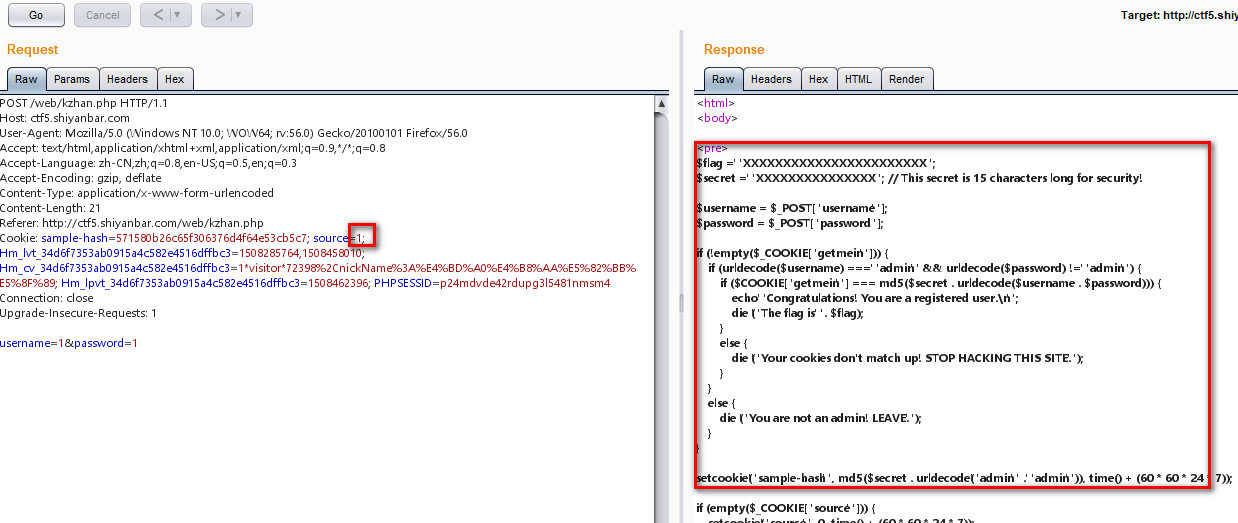 Go Cancel < > Target: http://ctf5.shiy
Request
Raw Params Headers Hex
POST /web/kzhan.php HTTP/1.1
Host: ctf5.shiyanbar.com
User-Agent: Mozilla/5.0 (Windows NT 10.0; WOW64; rv:56.0) Gecko/20100101 Firefox/56.0
Accept: text/html,application/xhtml+xml,application/xml;q=0.9,*/*;q=0.8
Accept-Language: zh-CN,zh;q=0.8,en-US;q=0.5,en;q=0.3
Accept-Encoding: gzip, deflate
Content-Type: application/x-www-form-urlencoded
Content-Length: 21
Referer: http://ctf5.shiyanbar.com/web/kzhan.php
Cookie: sample-hash=571580b26c65f306376d4f64e53cb5c7; source=1;
Hm_lvt_34d6f7353ab0915a4c582e4516dffbc3=1508285764,1508458010;
Hm_cv_34d6f7353ab0915a4c582e4516dffbc3=1*visitor*72398%2CnickName%3A%E4%BD%A0%E4%B8%AA%E5%82%BB%
E5%8F%89; Hm_lpvt_34d6f7353ab0915a4c582e4516dffbc3=1508462396; PHPSESSID=p24mdvde42rdupg3l5481nmsm4
Connection: close
Upgrade-Insecure-Requests: 1
username=1&password=1
Response
Raw Headers Hex HTML Render
<html>
<body>
<pre>
$flag = "XXXXXXXXXXXXXXXXXXXXXXX";
$secret = "XXXXXXXXXXXXXXX"; // This secret is 15 characters long for security!
$username = $_POST["username"];
$password = $_POST["password"];
if (!empty($_COOKIE["getmein"])) {
if (urldecode($username) === "admin" && urldecode($password) != "admin") {
if ($COOKIE["getmein"] === md5($secret . urldecode($username . $password))) {
echo "Congratulations! You are a registered user.\n";
die ("The flag is ". $flag);
}
else {
die ("Your cookies don't match up! STOP HACKING THIS SITE.");
}
}
else {
die ("You are not an admin! LEAVE.");
}
}
setcookie("sample-hash", md5($secret . urldecode("admin" . "admin")), time() + (60 * 60 * 24 * 7));
if (empty($_COOKIE["source"])) {
setcookie("source", 0, time() + (60 * 60 * 24 * 7));